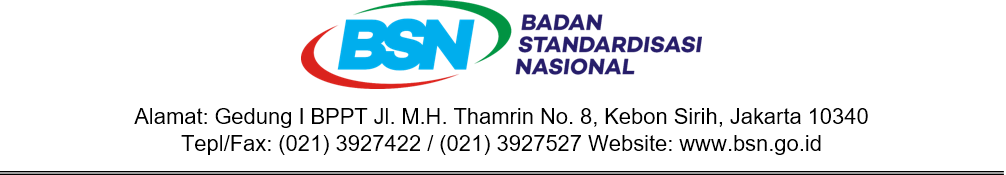 BSN
BADAN
STANDARDISASI
NASIONAL
Alamat: Gedung I BPPT Jl. M.H. Thamrin No. 8, Kebon Sirih, Jakarta 10340
Tepl/Fax: (021) 3927422 / (021) 3927527 Website: www.bsn.go.id